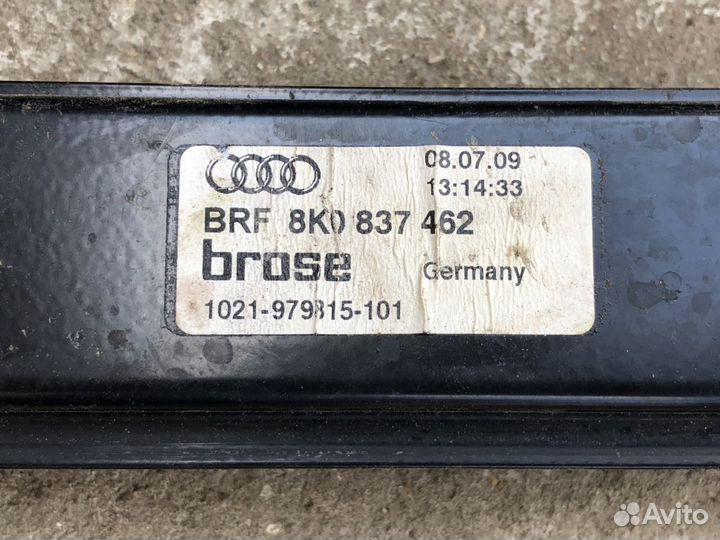 08.07.09
13:14:33
BRF 8K0 837 462
brose Germany
1021-979815-101
Avito